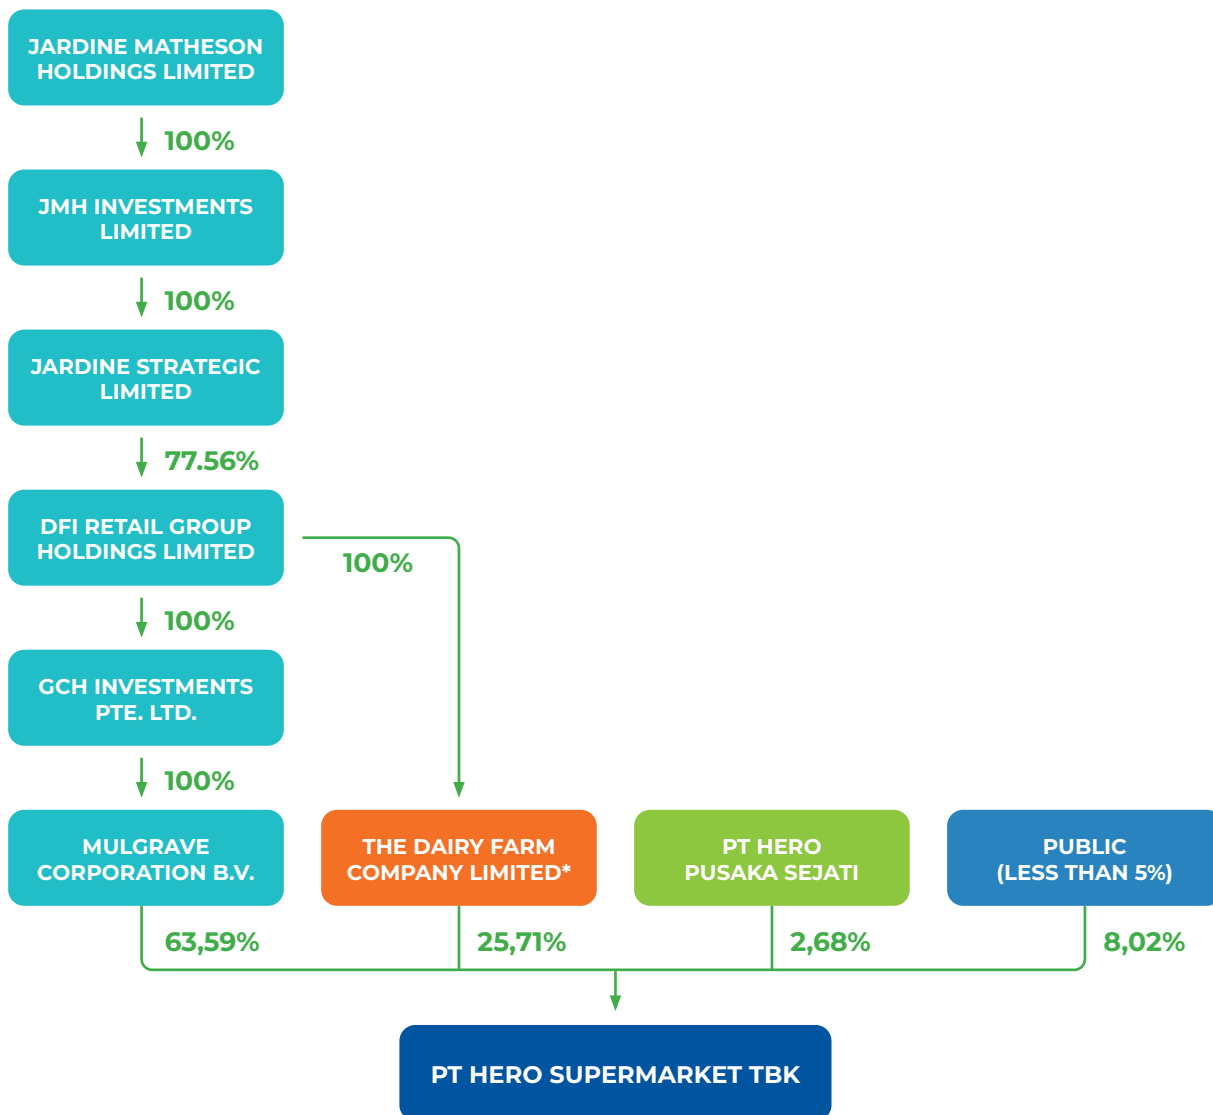 JARDINE MATHESON
HOLDINGS LIMITED
100%
JMH INVESTMENTS
LIMITED
100%
JARDINE STRATEGIC
LIMITED
77.56%
DFI RETAIL GROUP
HOLDINGS LIMITED
100%
100%
GCH INVESTMENTS
PTE. LTD.
100%
MULGRAVE
CORPORATION B.V.
THE DAIRY FARM
COMPANY LIMITED*
PT HERO
PUSAKA SEJATI
PUBLIC
(LESS THAN 5%)
63,59%
25,71%
2,68%
8,02%
PT HERO SUPERMARKET TBK